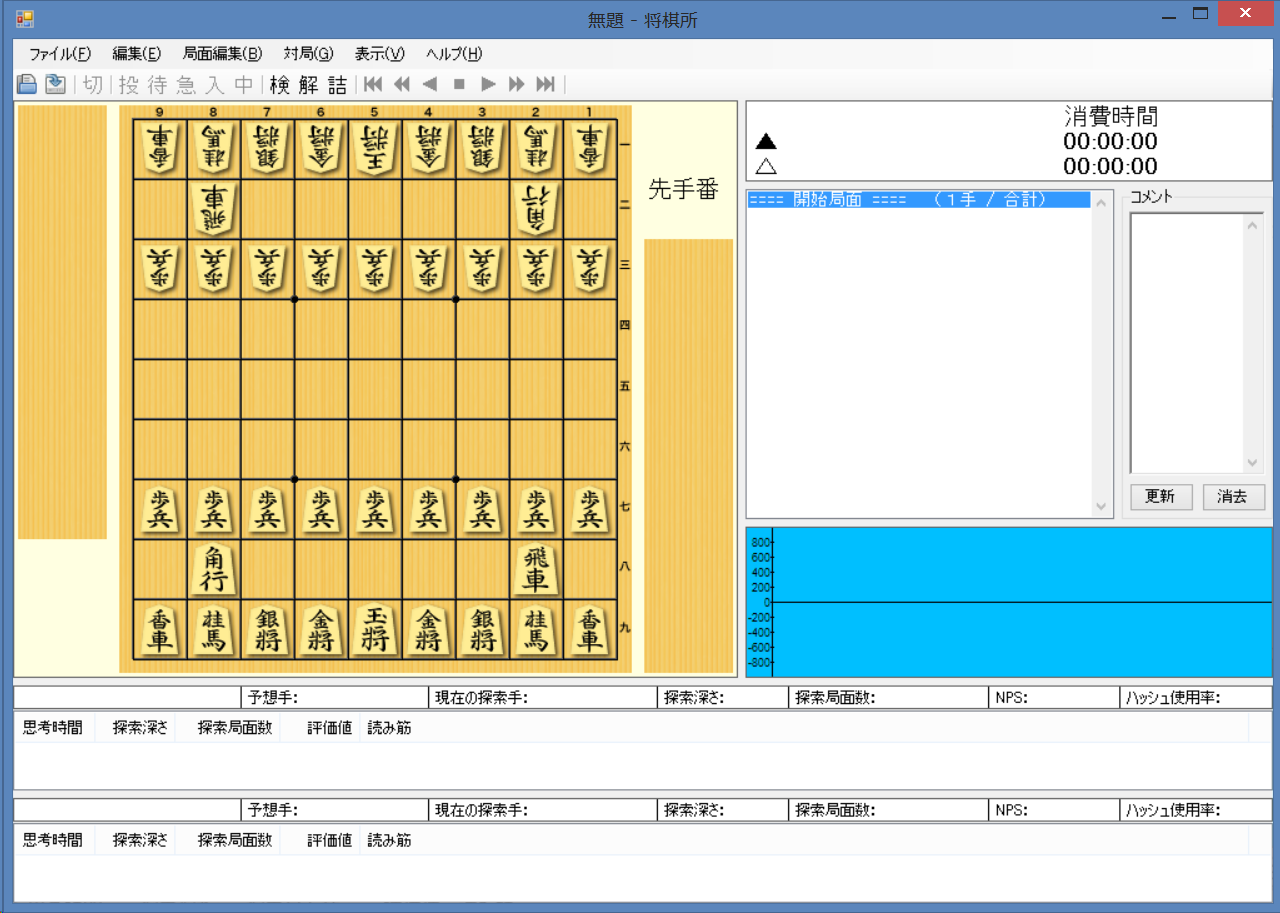 無題 - 将棋所
ファイル(F) 編集(E) 局面編集(B) 対局(G) 表示(V) ヘルプ(H)
切 投 待 急 入 中 検 解 詰
9 8 7 6 5 4 3 2 1
香車 桂馬 銀将 金将 王将 金将 銀将 桂馬 香車 一
飛車 角行 二
歩兵 歩兵 歩兵 歩兵 歩兵 歩兵 歩兵 歩兵 歩兵 三
四
五
六
歩兵 歩兵 歩兵 歩兵 歩兵 歩兵 歩兵 歩兵 歩兵 七
角行 飛車 八
香車 桂馬 銀将 金将 玉将 金将 銀将 桂馬 香車 九
先手番
消費時間
▲ 00:00:00
△ 00:00:00
==== 開始局面 ==== （1手 / 合計）
コメント
更新 消去
800
600
400
200
0
-200
-400
-600
-800
予想手: 現在の探索手: 探索深さ: 探索局面数: NPS: ハッシュ使用率:
思考時間 探索深さ 探索局面数 評価値 読み筋
予想手: 現在の探索手: 探索深さ: 探索局面数: NPS: ハッシュ使用率:
思考時間 探索深さ 探索局面数 評価値 読み筋